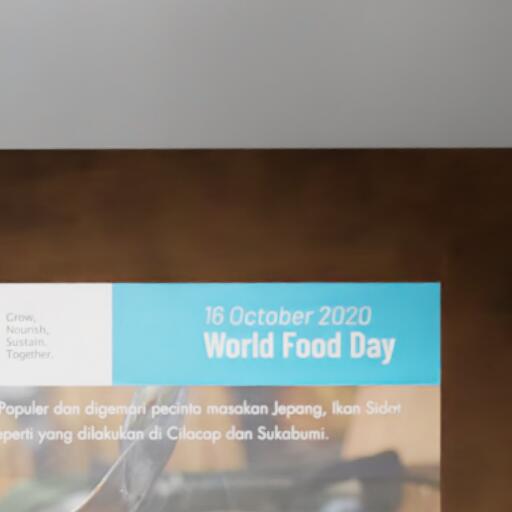 Grow,
Nourish,
Sustain.
Together.
16 October 2020
World Food Day
Populer dan digemari pecinta masakan Jepang, Ikan Sidat
eperti yang dilakukan di Cilacap dan Sukabumi.